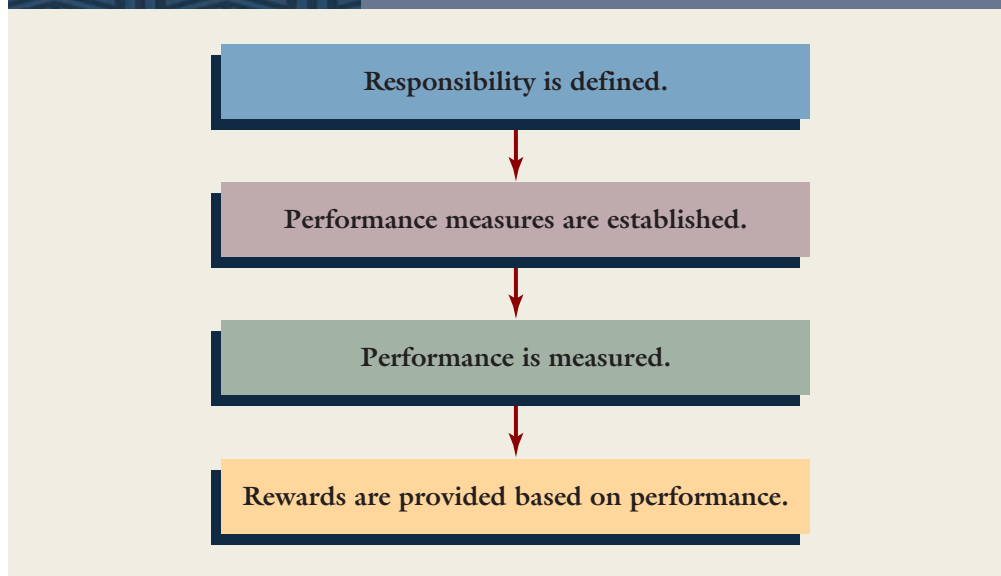 Responsibility is defined.
Performance measures are established.
Performance is measured.
Rewards are provided based on performance.